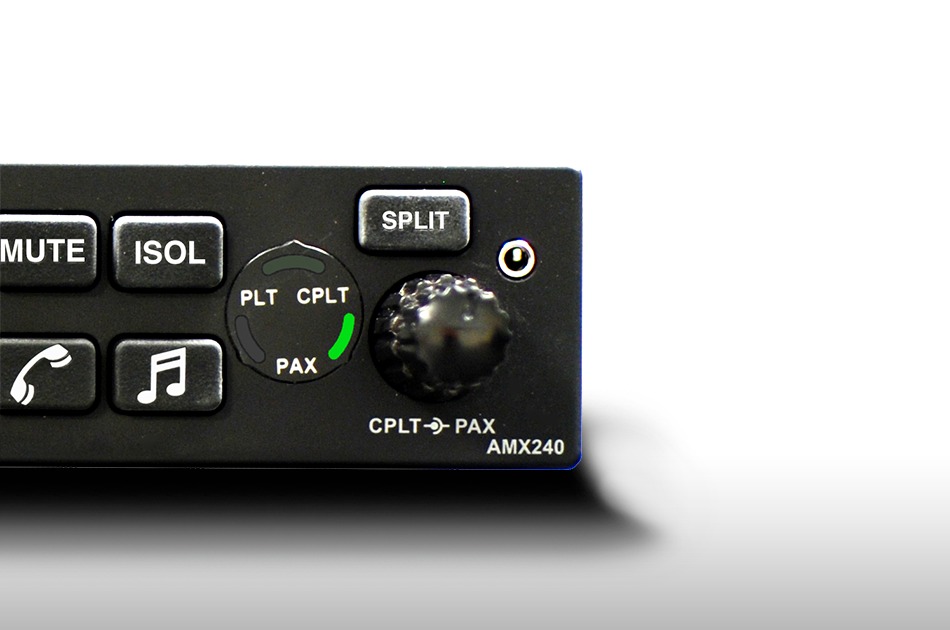 SPLIT
MUTE ISOL
PLT CPLT
PAX
CPLT PAX
AMX240